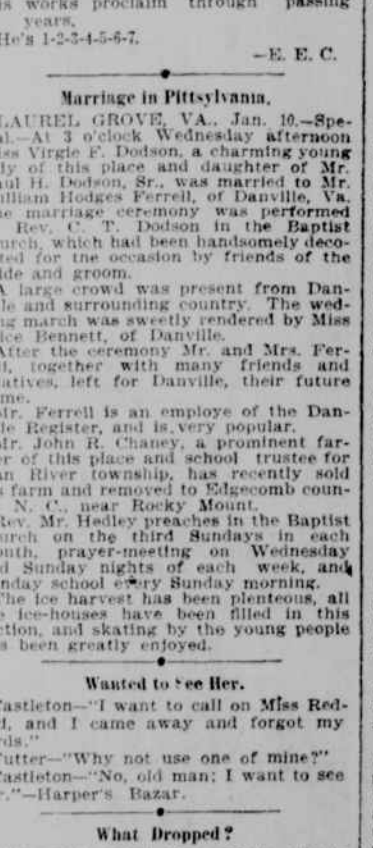 is works proclaim through passing
years,
He's 1-2-3-4-5-6-7.
—E. E. C.
Marriage in Pittsylvania.
LAUREL GROVE, VA., Jan. 10.—Spe-
al.—At 3 o'clock Wednesday afternoon
iss Virgie F. Dodson, a charming young
dy of this place and daughter of Mr.
aul H. Dodson, Sr., was married to Mr.
illiam Hodges Ferrell, of Danville, Va.
he marriage ceremony was performed
Rev. C. T. Dodson in the Baptist
urch, which had been handsomely deco-
ted for the occasion by friends of the
ide and groom.
A large crowd was present from Dan-
le and surrounding country. The wed-
ng march was sweetly rendered by Miss
ice Bennett, of Danville.
After the ceremony Mr. and Mrs. Fer-
ll, together with many friends and
latives, left for Danville, their future
me.
Mr. Ferrell is an employe of the Dan-
le Register, and is very popular.
Mr. John R. Chaney, a prominent far-
er of this place and school trustee for
an River township, has recently sold
s farm and removed to Edgecomb coun-
N. C., near Rocky Mount.
Rev. Mr. Hedley preaches in the Baptist
urch on the third Sundays in each
onth, prayer-meeting on Wednesday
d Sunday nights of each week, and
nday school every Sunday morning.
The ice harvest has been plenteous, all
e ice-houses have been filled in this
ction, and skating by the young people
s been greatly enjoyed.
Wanted to See Her.
Castleton—"I want to call on Miss Red-
d, and I came away and forgot my
rds."
Cutter—"Why not use one of mine?"
Castleton—"No, old man; I want to see
r."—Harper's Bazar.
What Dropped?